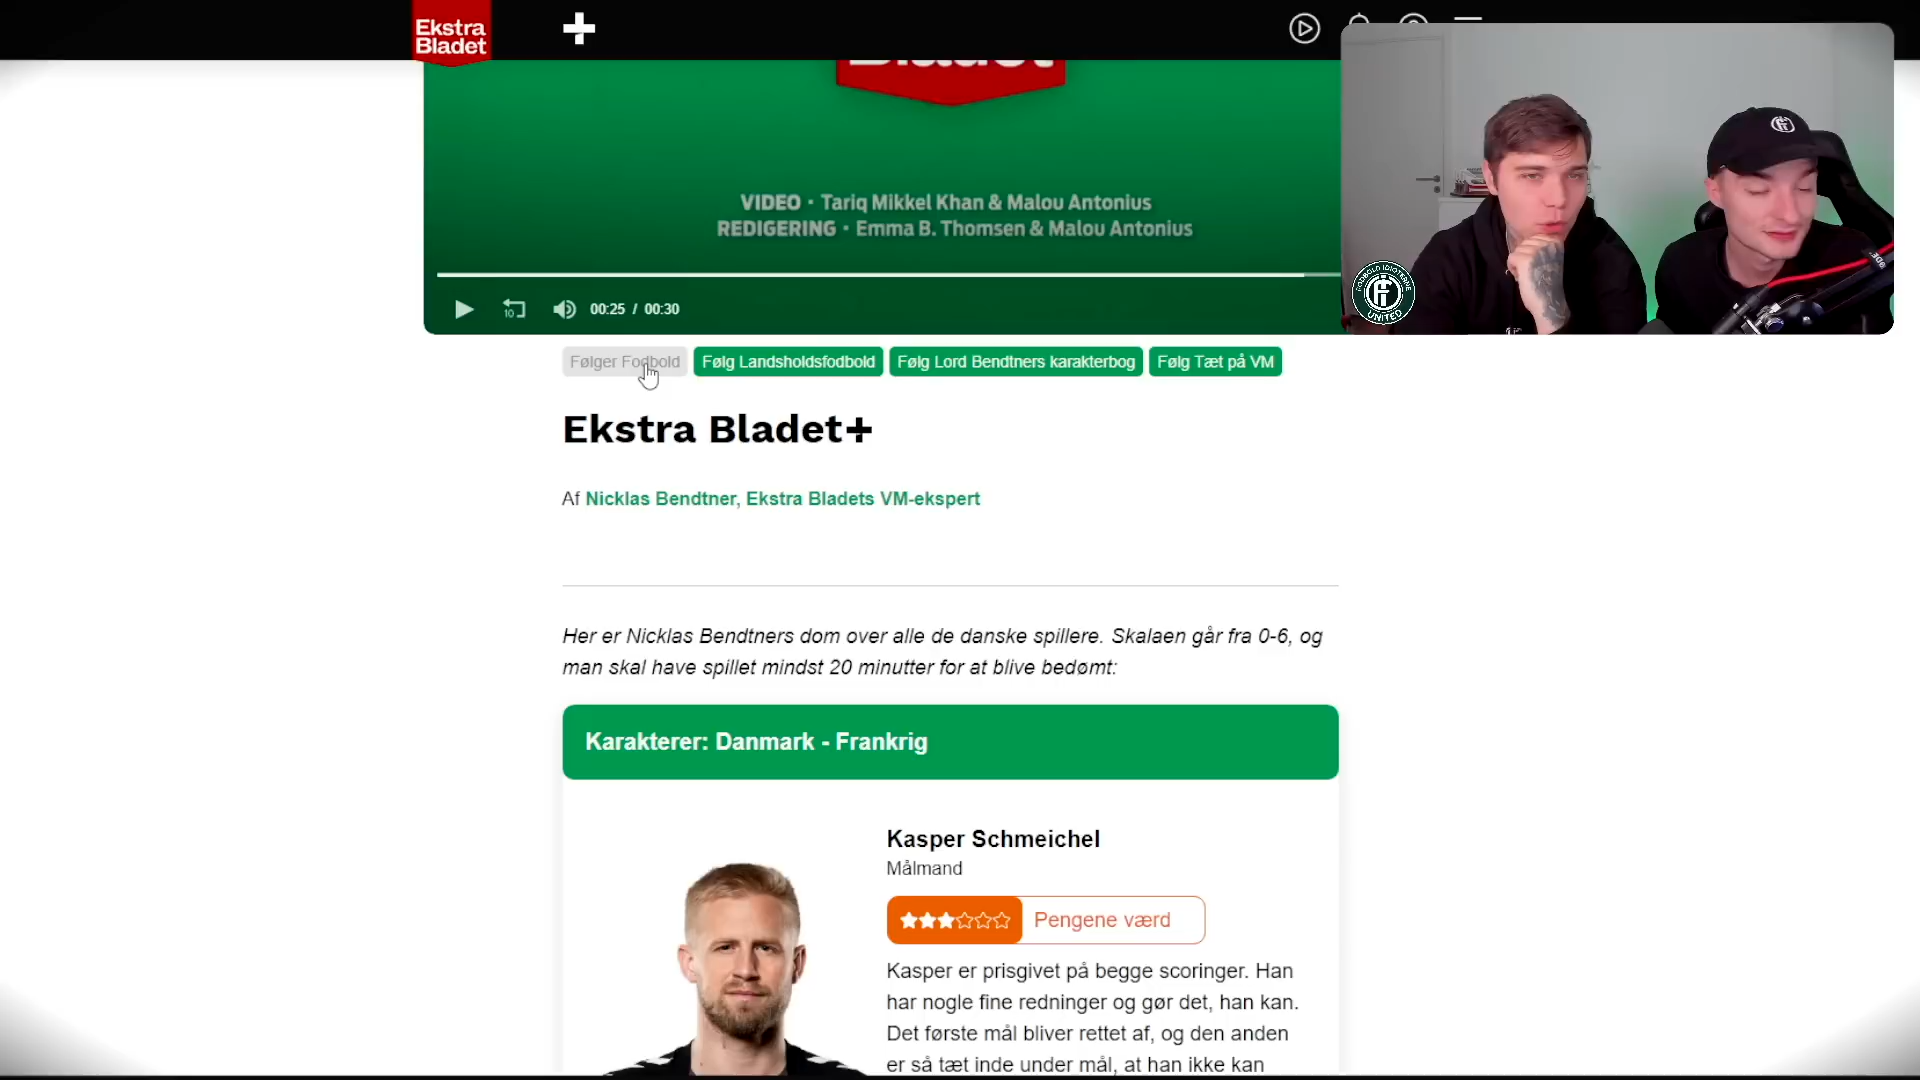 Ekstra
Bladet
Bladet
VIDEO · Tariq Mikkel Khan & Malou Antonius
REDIGERING · Emma B. Thomsen & Malou Antonius
10
00:25 / 00:30
FODBOLD IDIOTERNE
UNITED
Følger Fodbold
Følg Landsholdsfodbold
Følg Lord Bendtners karakterbog
Følg Tæt på VM
Ekstra Bladet+
Af Nicklas Bendtner, Ekstra Bladets VM-ekspert
Her er Nicklas Bendtners dom over alle de danske spillere. Skalaen går fra 0-6, og
man skal have spillet mindst 20 minutter for at blive bedømt:
Karakterer: Danmark - Frankrig
Kasper Schmeichel
Målmand
Pengene værd
Kasper er prisgivet på begge scoringer. Han
har nogle fine redninger og gør det, han kan.
Det første mål bliver rettet af, og den anden
er så tæt inde under mål, at han ikke kan